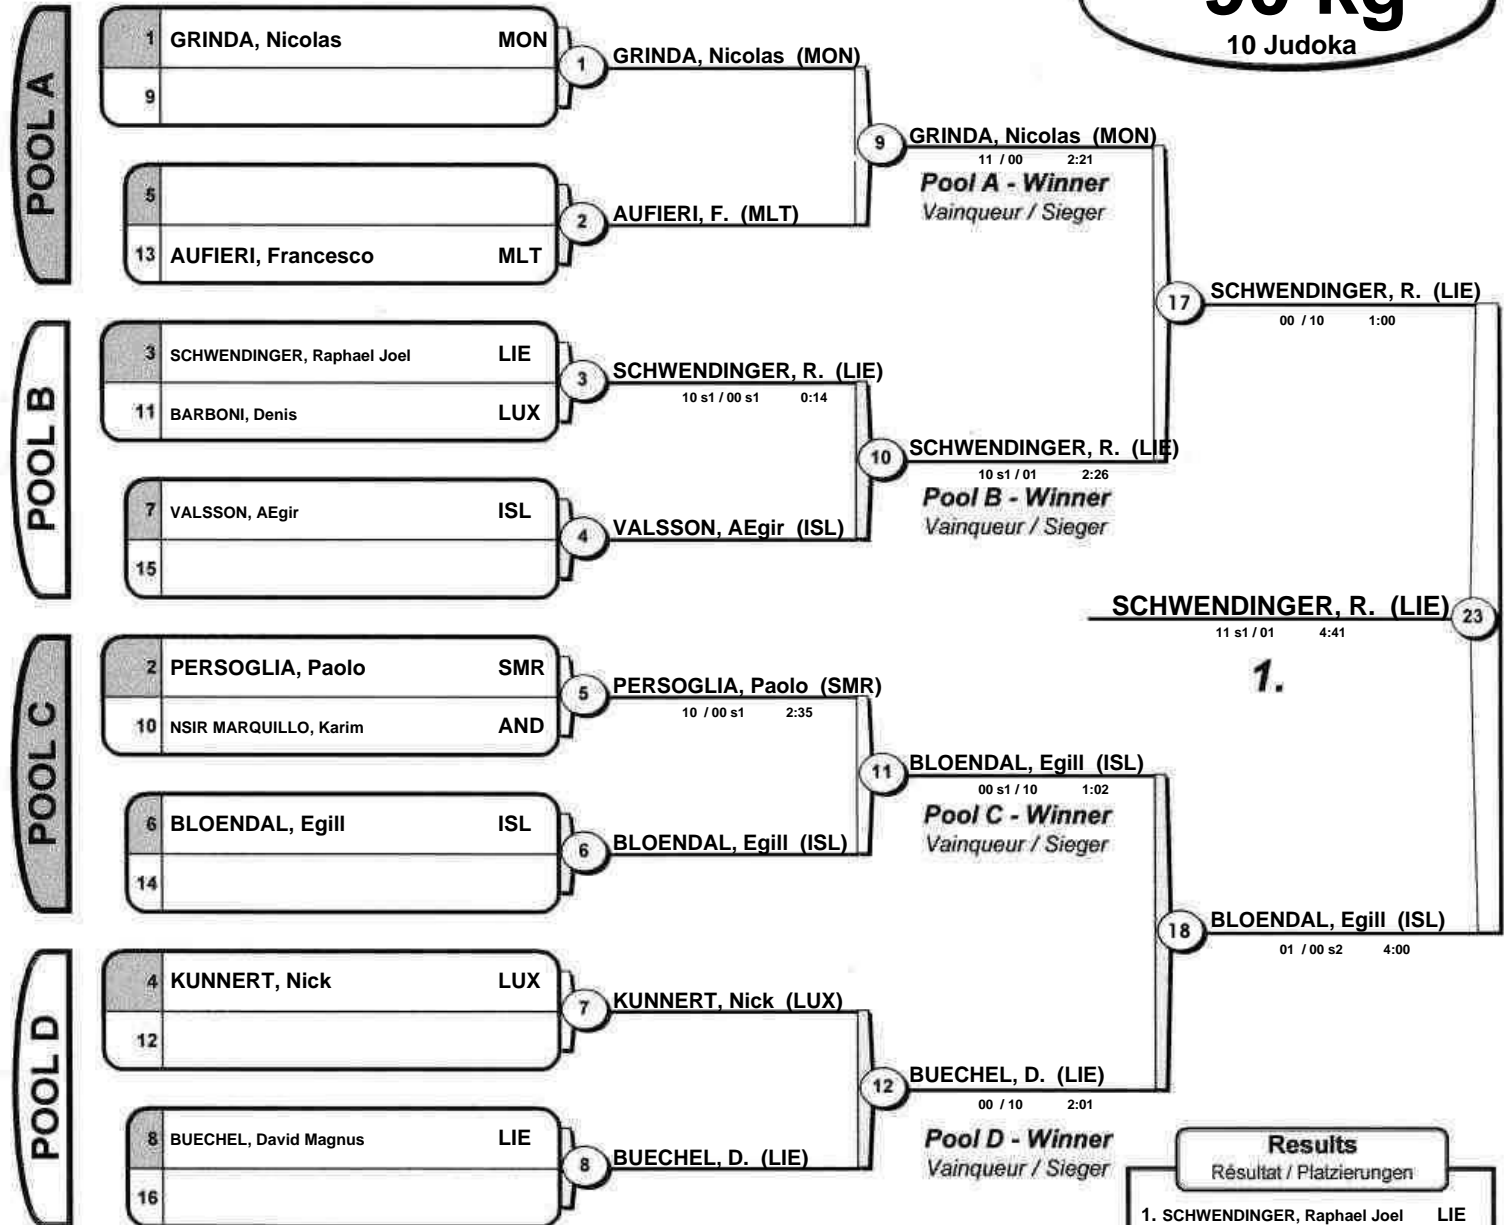 90 kg
10 Judoka
POOL A
1 GRINDA, Nicolas MON
9
1
GRINDA, Nicolas (MON)
5
13 AUFIERI, Francesco MLT
2
AUFIERI, F. (MLT)
9
GRINDA, Nicolas (MON)
11 / 00 2:21
Pool A - Winner
Vainqueur / Sieger
POOL B
3 SCHWENDINGER, Raphael Joel LIE
11 BARBONI, Denis LUX
3
SCHWENDINGER, R. (LIE)
10 s1 / 00 s1 0:14
7 VALSSON, AEgir ISL
15
4
VALSSON, AEgir (ISL)
10
SCHWENDINGER, R. (LIE)
10 s1 / 01 2:26
Pool B - Winner
Vainqueur / Sieger
17
SCHWENDINGER, R. (LIE)
00 / 10 1:00
SCHWENDINGER, R. (LIE)
11 s1 / 01 4:41
23
1.
POOL C
2 PERSOGLIA, Paolo SMR
10 NSIR MARQUILLO, Karim AND
5
PERSOGLIA, Paolo (SMR)
10 / 00 s1 2:35
6 BLOENDAL, Egill ISL
14
6
BLOENDAL, Egill (ISL)
11
BLOENDAL, Egill (ISL)
00 s1 / 10 1:02
Pool C - Winner
Vainqueur / Sieger
18
BLOENDAL, Egill (ISL)
01 / 00 s2 4:00
POOL D
4 KUNNERT, Nick LUX
12
7
KUNNERT, Nick (LUX)
8 BUECHEL, David Magnus LIE
16
8
BUECHEL, D. (LIE)
12
BUECHEL, D. (LIE)
00 / 10 2:01
Pool D - Winner
Vainqueur / Sieger
Results
Résultat / Platzierungen
1. SCHWENDINGER, Raphael Joel LIE